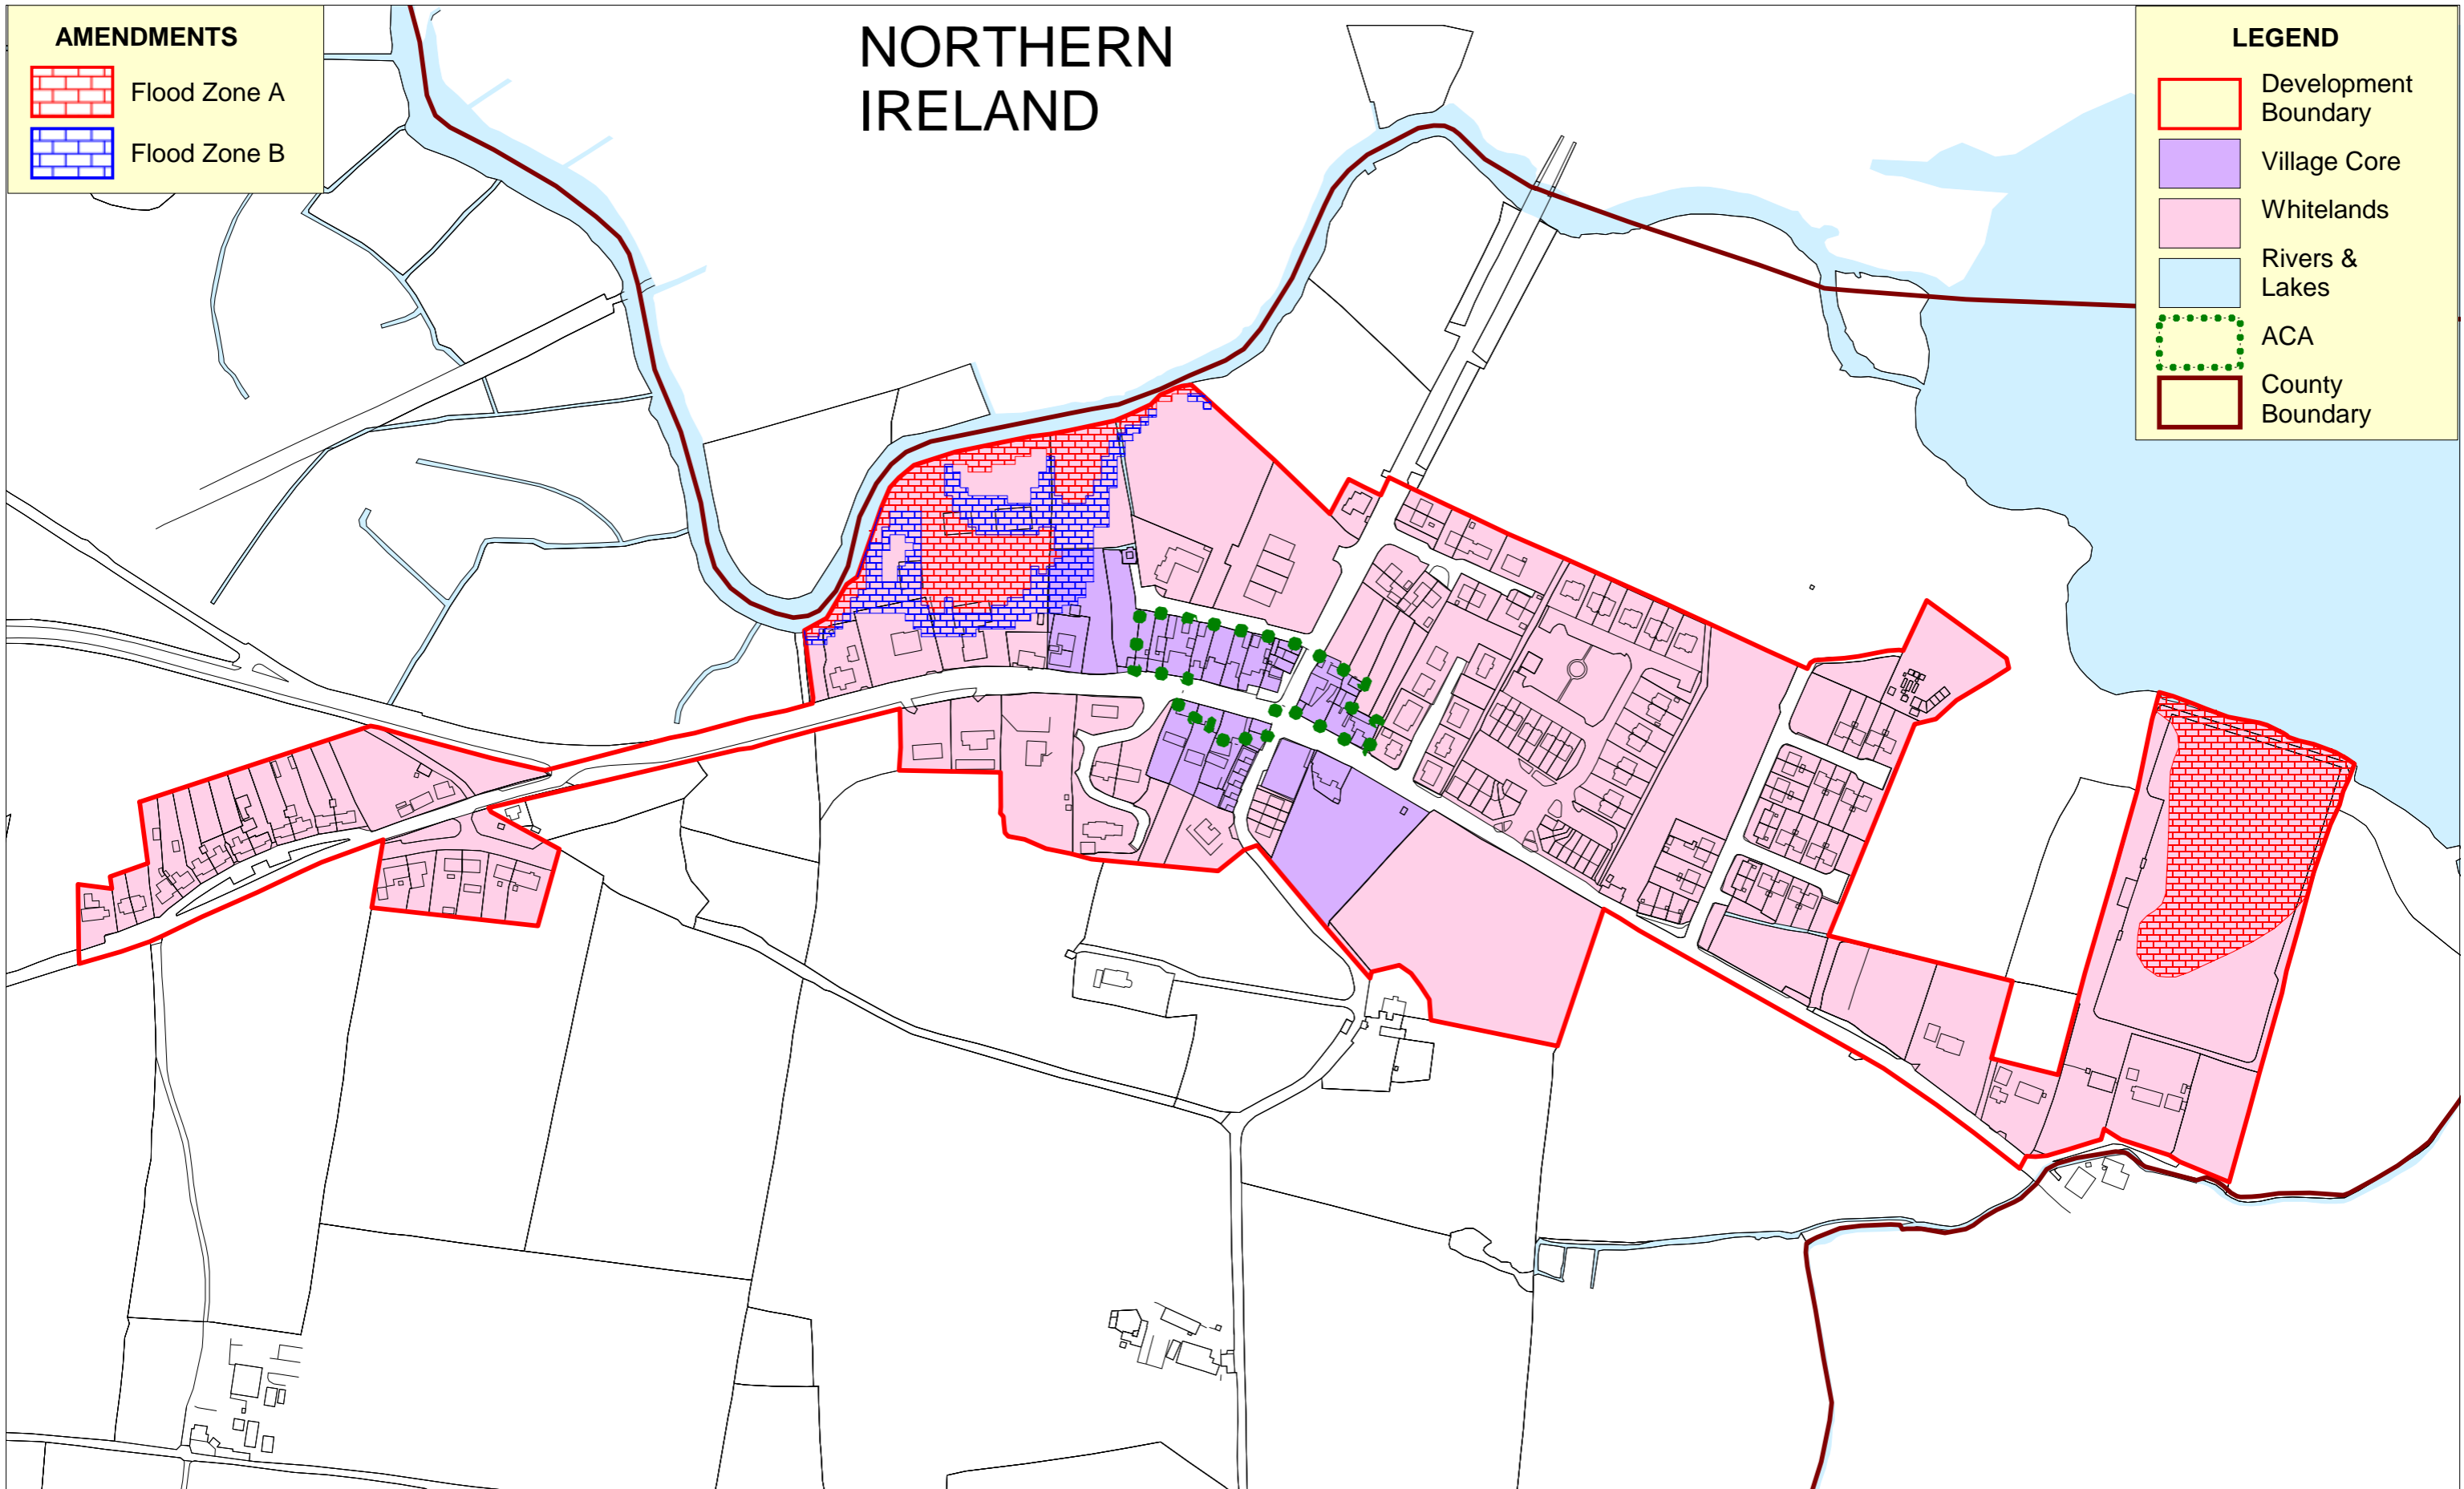 AMENDMENTS
Flood Zone A
Flood Zone B
NORTHERN
IRELAND
LEGEND
Development
Boundary
Village Core
Whitelands
Rivers &
Lakes
ACA
County
Boundary